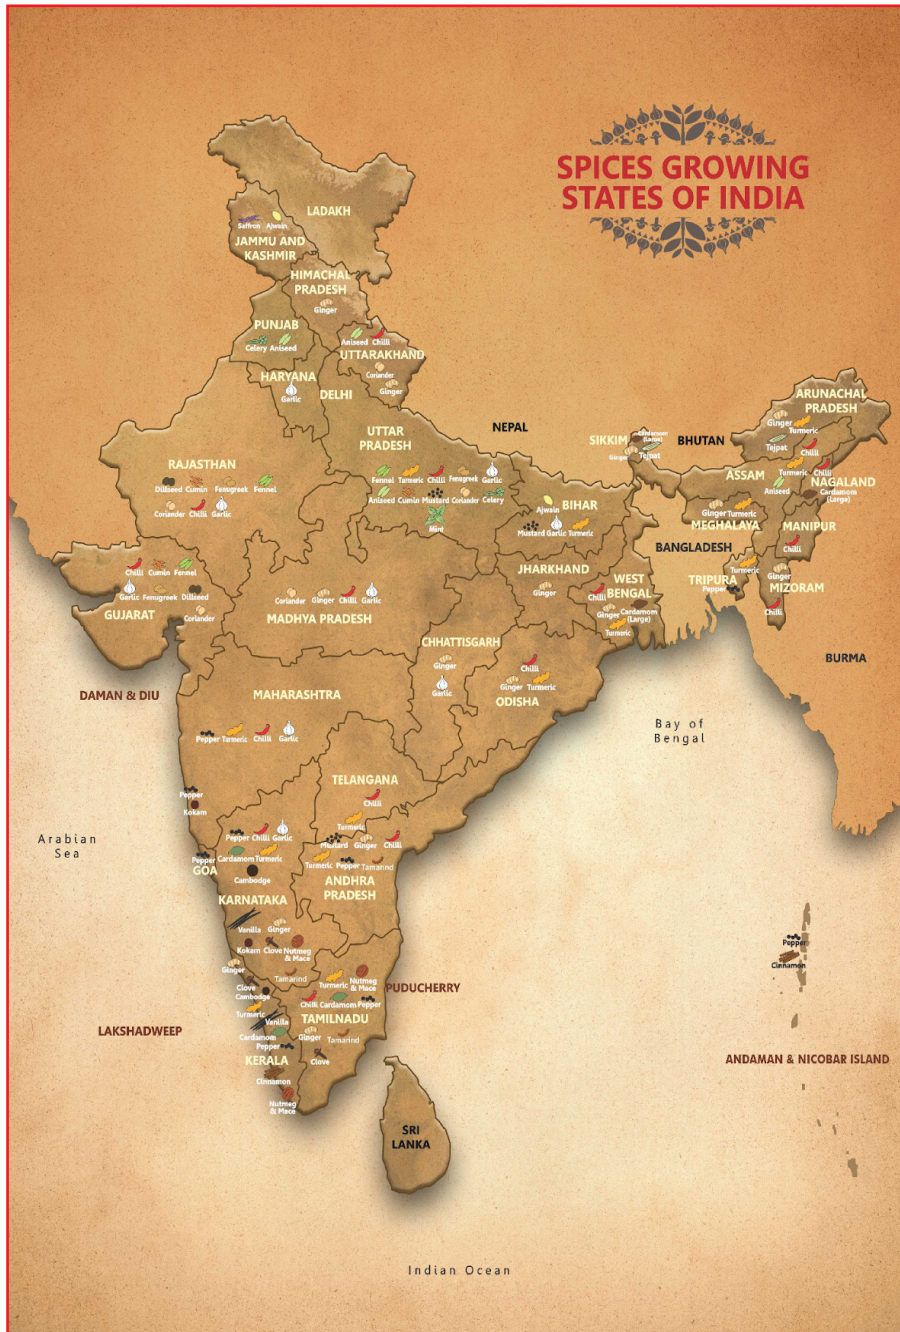 SPICES GROWING
STATES OF INDIA
LADAKH
Saffron Ajwain
JAMMU AND
KASHMIR
HIMACHAL
PRADESH
Ginger
PUNJAB
Celery Aniseed
Aniseed Chilli
UTTARAKHAND
Coriander
Ginger
HARYANA
Garlic
DELHI
UTTAR
PRADESH
Fennel Turmeric Chilli Fenugreek Garlic
Aniseed Cumin Mustard Coriander Celery
Mint
NEPAL
RAJASTHAN
Dillseed Cumin Fenugreek Fennel
Coriander Chilli Garlic
SIKKIM
Cardamom
(Large)
Ginger Tejpat
BHUTAN
ARUNACHAL
PRADESH
Ginger
Turmeric
Tejpat
Chilli
ASSAM
Turmeric
Aniseed
Chilli
NAGALAND
Cardamom
(Large)
Ginger Turmeric
MEGHALAYA
MANIPUR
Chilli
BANGLADESH
Turmeric
TRIPURA
Pepper
Ginger
MIZORAM
Chilli
BIHAR
Ajwain
Mustard Garlic Turmeric
JHARKHAND
Ginger
WEST
BENGAL
Chilli
Ginger Cardamom
(Large)
Turmeric
Chilli Cumin Fennel
Garlic Fenugreek Dillseed
GUJARAT
Coriander
Coriander Ginger Chilli Garlic
MADHYA PRADESH
CHHATTISGARH
Ginger
Garlic
Chilli
Ginger Turmeric
ODISHA
BURMA
DAMAN & DIU
MAHARASHTRA
Pepper Turmeric Chilli Garlic
Pepper
Kokam
Bay of
Bengal
TELANGANA
Chilli
Turmeric
Arabian
Sea
Pepper
GOA
Pepper Chilli Garlic
Cardamom Turmeric
Cambodge
KARNATAKA
Vanilla Ginger
Kokam Clove Nutmeg
& Mace
Tamarind
Mustard Ginger Chilli
Turmeric Pepper Tamarind
ANDHRA
PRADESH
Ginger
Clove
Cambodge
Turmeric
Vanilla
Cardamom
Pepper
KERALA
Cinnamon
Nutmeg
& Mace
Turmeric Nutmeg
& Mace
Chilli Cardamom Pepper
TAMILNADU
Ginger Tamarind
Clove
PUDUCHERRY
LAKSHADWEEP
Pepper
Cinnamon
ANDAMAN & NICOBAR ISLAND
SRI
LANKA
Indian Ocean